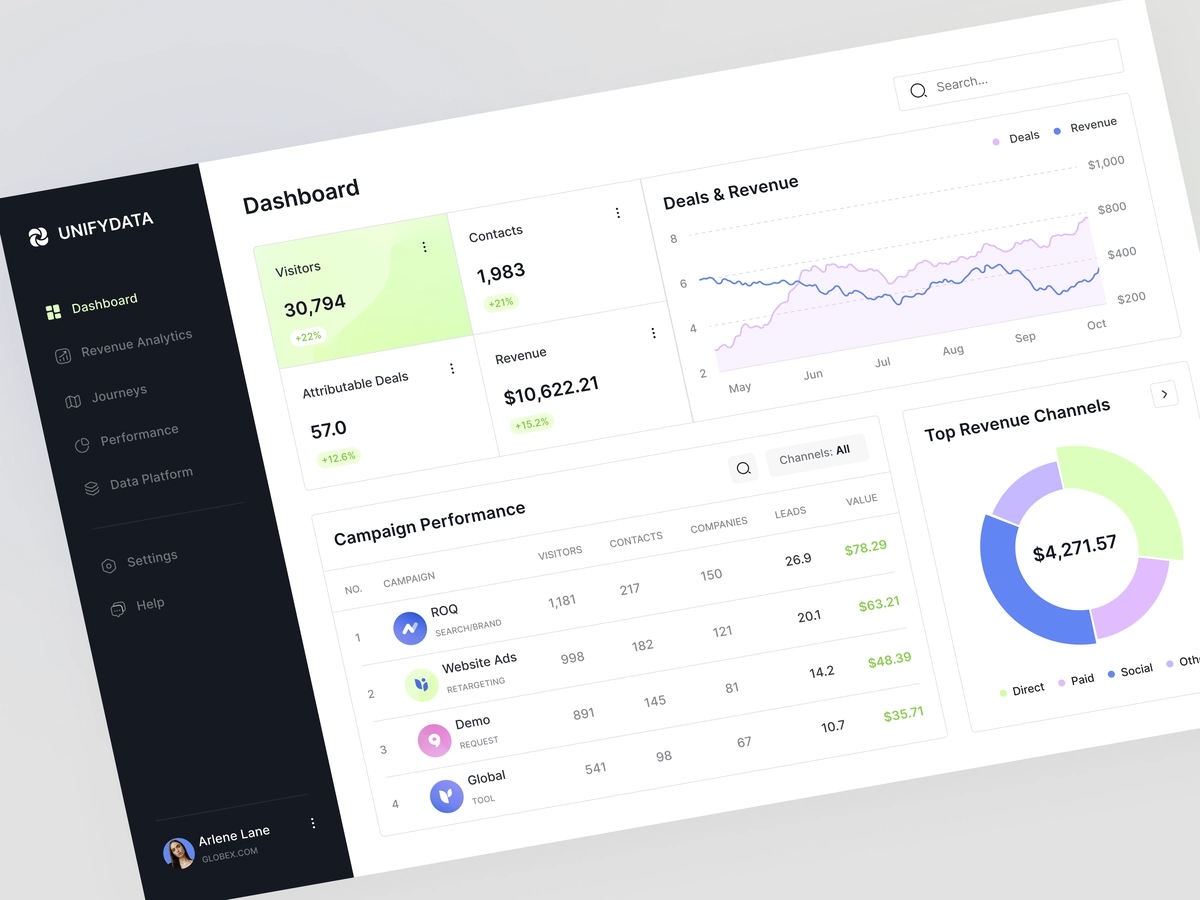 UNIFYDATA
Dashboard
Revenue Analytics
Journeys
Performance
Data Platform
Settings
Help
Arlene Lane
GLOBEX.COM
Dashboard
Search...
Visitors
30,794
+22%
Contacts
1,983
+21%
Attributable Deals
57.0
+12.6%
Revenue
$10,622.21
+15.2%
Deals & Revenue
Deals Revenue
8
6
4
2
$1,000
$800
$400
$200
May Jun Jul Aug Sep Oct
Campaign Performance
Channels: All
NO. CAMPAIGN VISITORS CONTACTS COMPANIES LEADS VALUE
1 ROQ 1,181 217 150 26.9 $78.29
SEARCH/BRAND
2 Website Ads 998 182 121 20.1 $63.21
RETARGETING
3 Demo 891 145 81 14.2 $48.39
REQUEST
4 Global 541 98 67 10.7 $35.71
TOOL
Top Revenue Channels
$4,271.57
Direct Paid Social